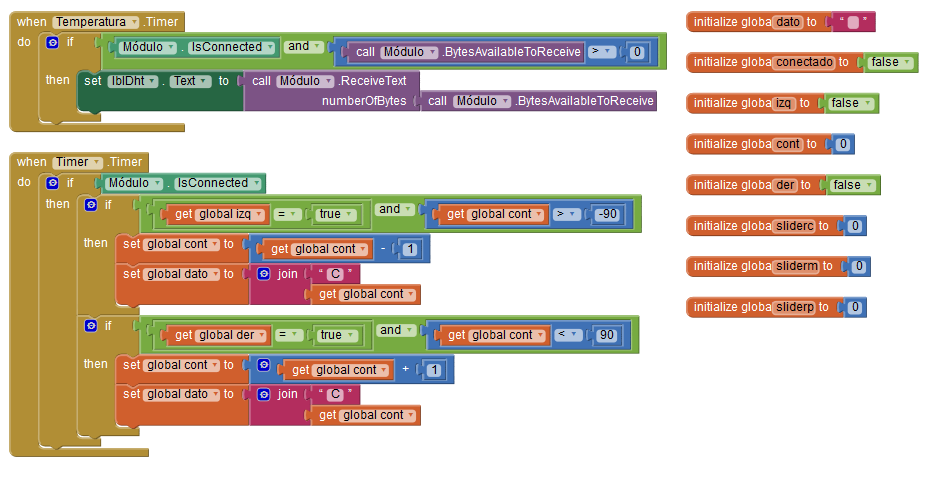 when Temperatura .Timer
do if Módulo . IsConnected and call Módulo .BytesAvailableToReceive > 0
then set lblDht . Text to call Módulo .ReceiveText
numberOfBytes call Módulo .BytesAvailableToReceive
when Timer .Timer
do if Módulo . IsConnected
then if get global izq = true and get global cont > -90
then set global cont to get global cont - 1
set global dato to join " C "
get global cont
if get global der = true and get global cont < 90
then set global cont to get global cont + 1
set global dato to join " C "
get global cont
initialize globa dato to " "
initialize globa conectado to false
initialize globa izq to false
initialize globa cont to 0
initialize globa der to false
initialize globa sliderc to 0
initialize globa sliderm to 0
initialize globa sliderp to 0